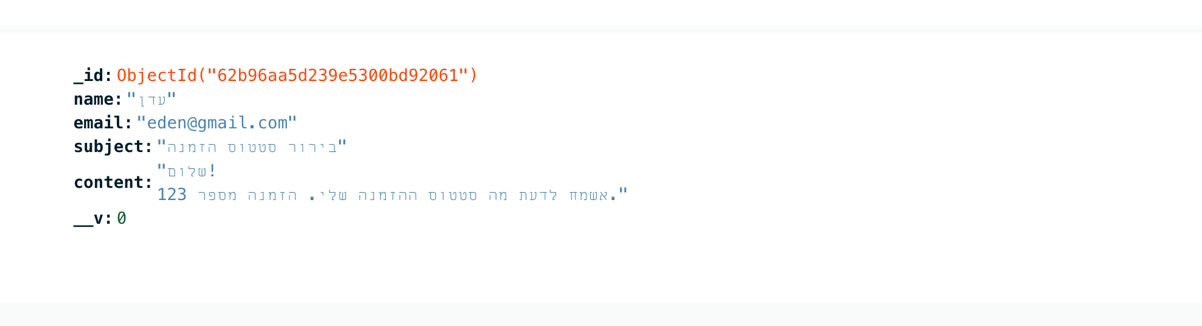 _id: ObjectId("62b96aa5d239e5300bd92061")
name: "עדן"
email: "eden@gmail.com"
subject: "בירור סטטוס הזמנה"
content: "שלום!
אשמח לדעת מה סטטוס ההזמנה שלי. הזמנה מספר 123."
__v: 0